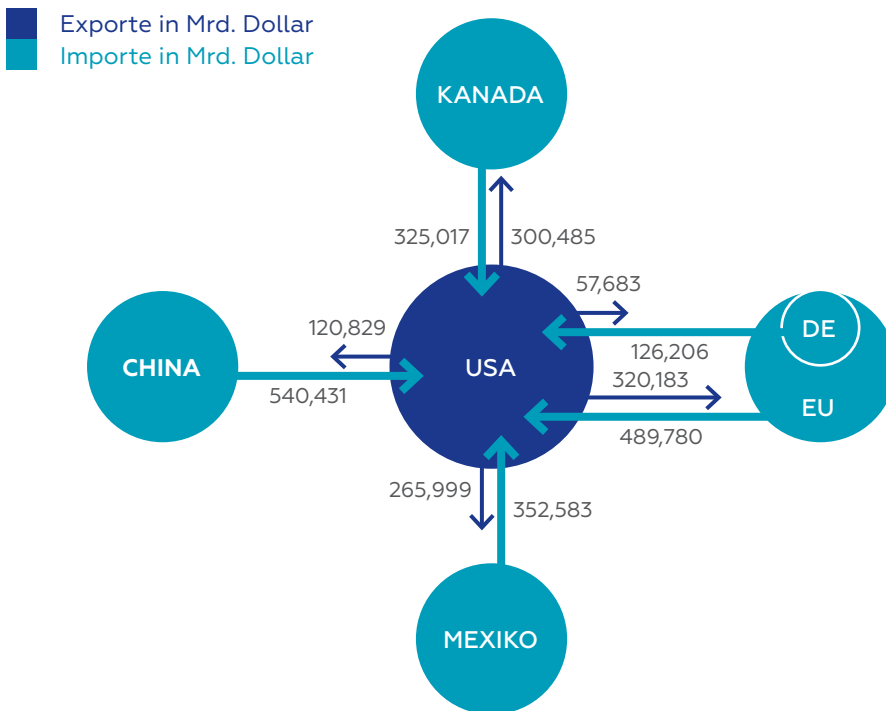 Exporte in Mrd. Dollar
Importe in Mrd. Dollar
KANADA
325,017
300,485
57,683
120,829
DE
CHINA
USA
126,206
320,183
540,431
EU
489,780
265,999
352,583
MEXIKO